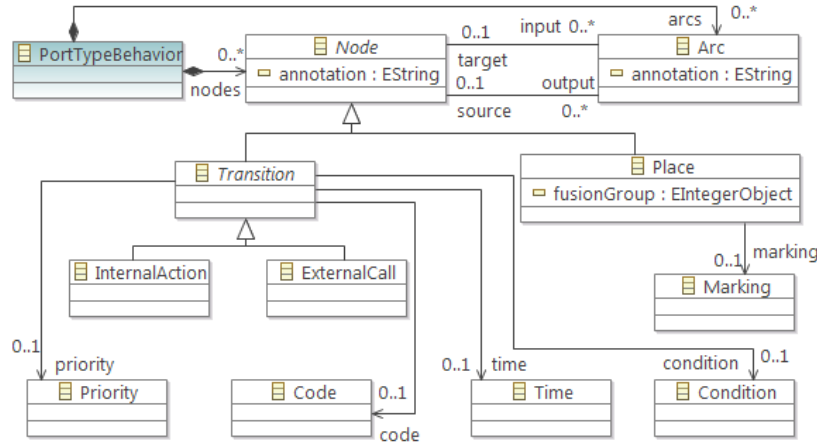 PortTypeBehavior
0..*
nodes
Node
annotation : EString
0..1
input
0..*
target
0..1
output
source
0..*
arcs
0..*
Arc
annotation : EString
Transition
Place
fusionGroup : EIntegerObject
InternalAction
ExternalCall
marking
0..1
Marking
0..1
priority
Priority
Code
0..1
code
0..1
time
Time
condition
0..1
Condition